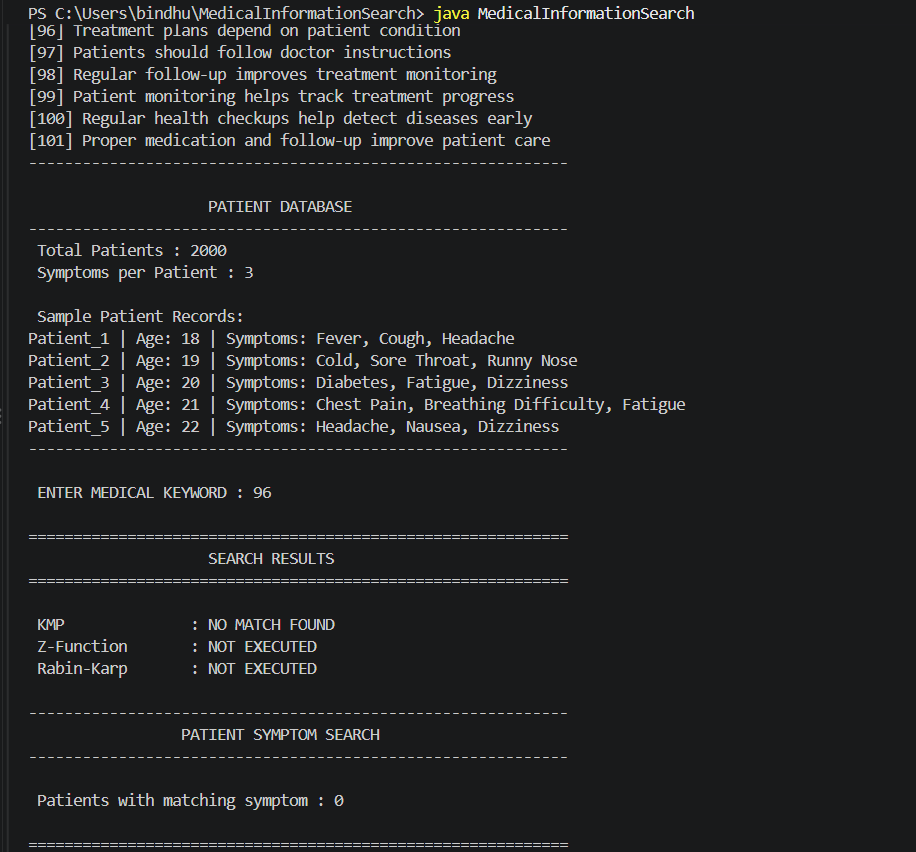 PS C:\Users\bindhu\MedicalInformationSearch> java MedicalInformationSearch
[96] Treatment plans depend on patient condition
[97] Patients should follow doctor instructions
[98] Regular follow-up improves treatment monitoring
[99] Patient monitoring helps track treatment progress
[100] Regular health checkups help detect diseases early
[101] Proper medication and follow-up improve patient care
------------------------------------------------------------
PATIENT DATABASE
------------------------------------------------------------
Total Patients : 2000
Symptoms per Patient : 3
Sample Patient Records:
Patient_1 | Age: 18 | Symptoms: Fever, Cough, Headache
Patient_2 | Age: 19 | Symptoms: Cold, Sore Throat, Runny Nose
Patient_3 | Age: 20 | Symptoms: Diabetes, Fatigue, Dizziness
Patient_4 | Age: 21 | Symptoms: Chest Pain, Breathing Difficulty, Fatigue
Patient_5 | Age: 22 | Symptoms: Headache, Nausea, Dizziness
------------------------------------------------------------
ENTER MEDICAL KEYWORD : 96
============================================================
SEARCH RESULTS
============================================================
KMP : NO MATCH FOUND
Z-Function : NOT EXECUTED
Rabin-Karp : NOT EXECUTED
------------------------------------------------------------
PATIENT SYMPTOM SEARCH
------------------------------------------------------------
Patients with matching symptom : 0
============================================================